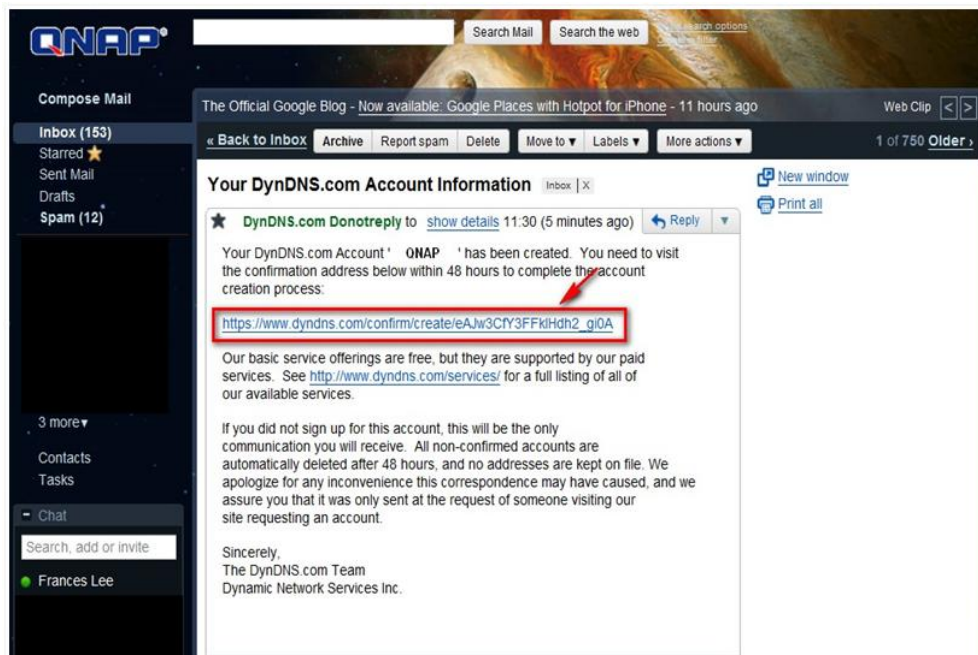 QNAP
Search Mail Search the web
Compose Mail
The Official Google Blog - Now available: Google Places with Hotpot for iPhone - 11 hours ago Web Clip < >
Inbox (153)
« Back to Inbox Archive Report spam Delete Move to ▼ Labels ▼ More actions ▼ 1 of 750 Older ›
Starred
Sent Mail
Drafts
Spam (12)
Your DynDNS.com Account Information Inbox | X
New window
Print all
DynDNS.com Donotreply to show details 11:30 (5 minutes ago) Reply ▼
Your DynDNS.com Account ' QNAP ' has been created. You need to visit
the confirmation address below within 48 hours to complete the account
creation process:
https://www.dyndns.com/confirm/create/eAJw3CfY3FFklHdh2_gi0A
Our basic service offerings are free, but they are supported by our paid
services. See http://www.dyndns.com/services/ for a full listing of all of
our available services.
If you did not sign up for this account, this will be the only
communication you will receive. All non-confirmed accounts are
automatically deleted after 48 hours, and no addresses are kept on file. We
apologize for any inconvenience this correspondence may have caused, and we
assure you that it was only sent at the request of someone visiting our
site requesting an account.
Sincerely,
The DynDNS.com Team
Dynamic Network Services Inc.
3 more▼
Contacts
Tasks
Chat
Search, add or invite
Frances Lee